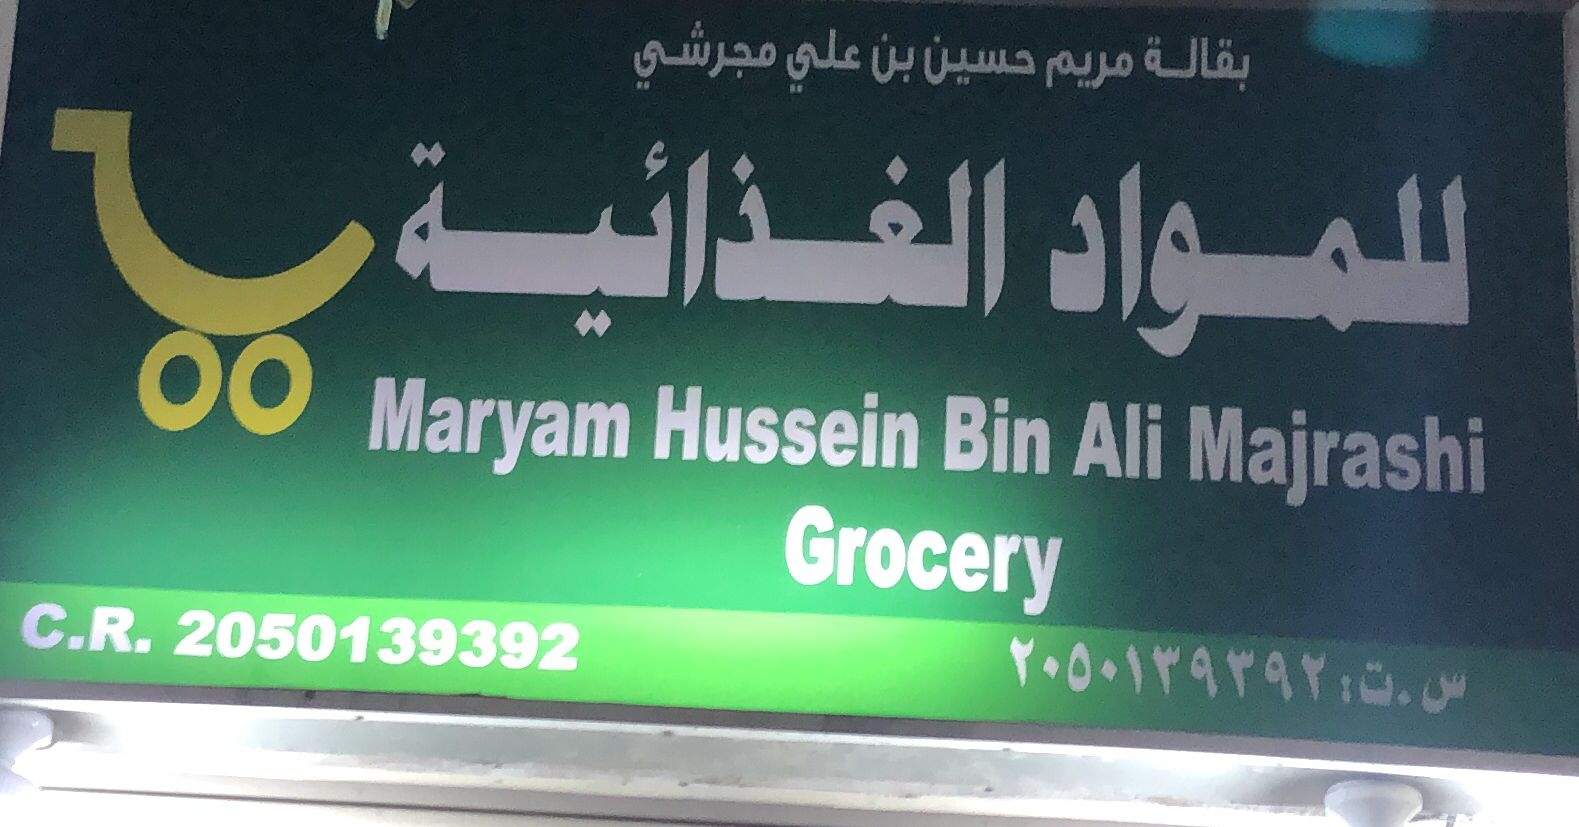 بقالة مريم حسين بن علي مجرشي
للمواد الغذائية
Maryam Hussein Bin Ali Majrashi
Grocery
C.R. 2050139392
س.ت: ٢٠٥٠١٣٩٣٩٢